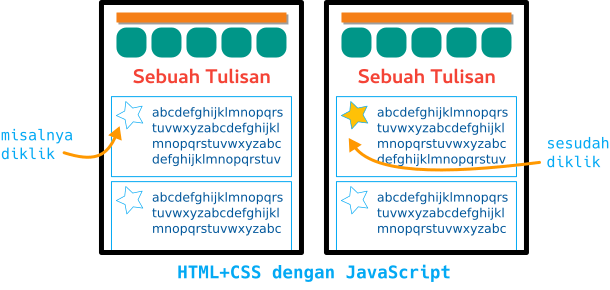 Sebuah Tulisan
abcdefghijklmnopqrs
tuvwxyzabcdefghijkl
mnopqrstuvwxyzabc
defghijklmnopqrstuv
abcdefghijklmnopqrs
tuvwxyzabcdefghijkl
mnopqrstuvwxyzabc
misalnya
diklik
Sebuah Tulisan
abcdefghijklmnopqrs
tuvwxyzabcdefghijkl
mnopqrstuvwxyzabc
defghijklmnopqrstuv
abcdefghijklmnopqrs
tuvwxyzabcdefghijkl
mnopqrstuvwxyzabc
sesudah
diklik
HTML+CSS dengan JavaScript